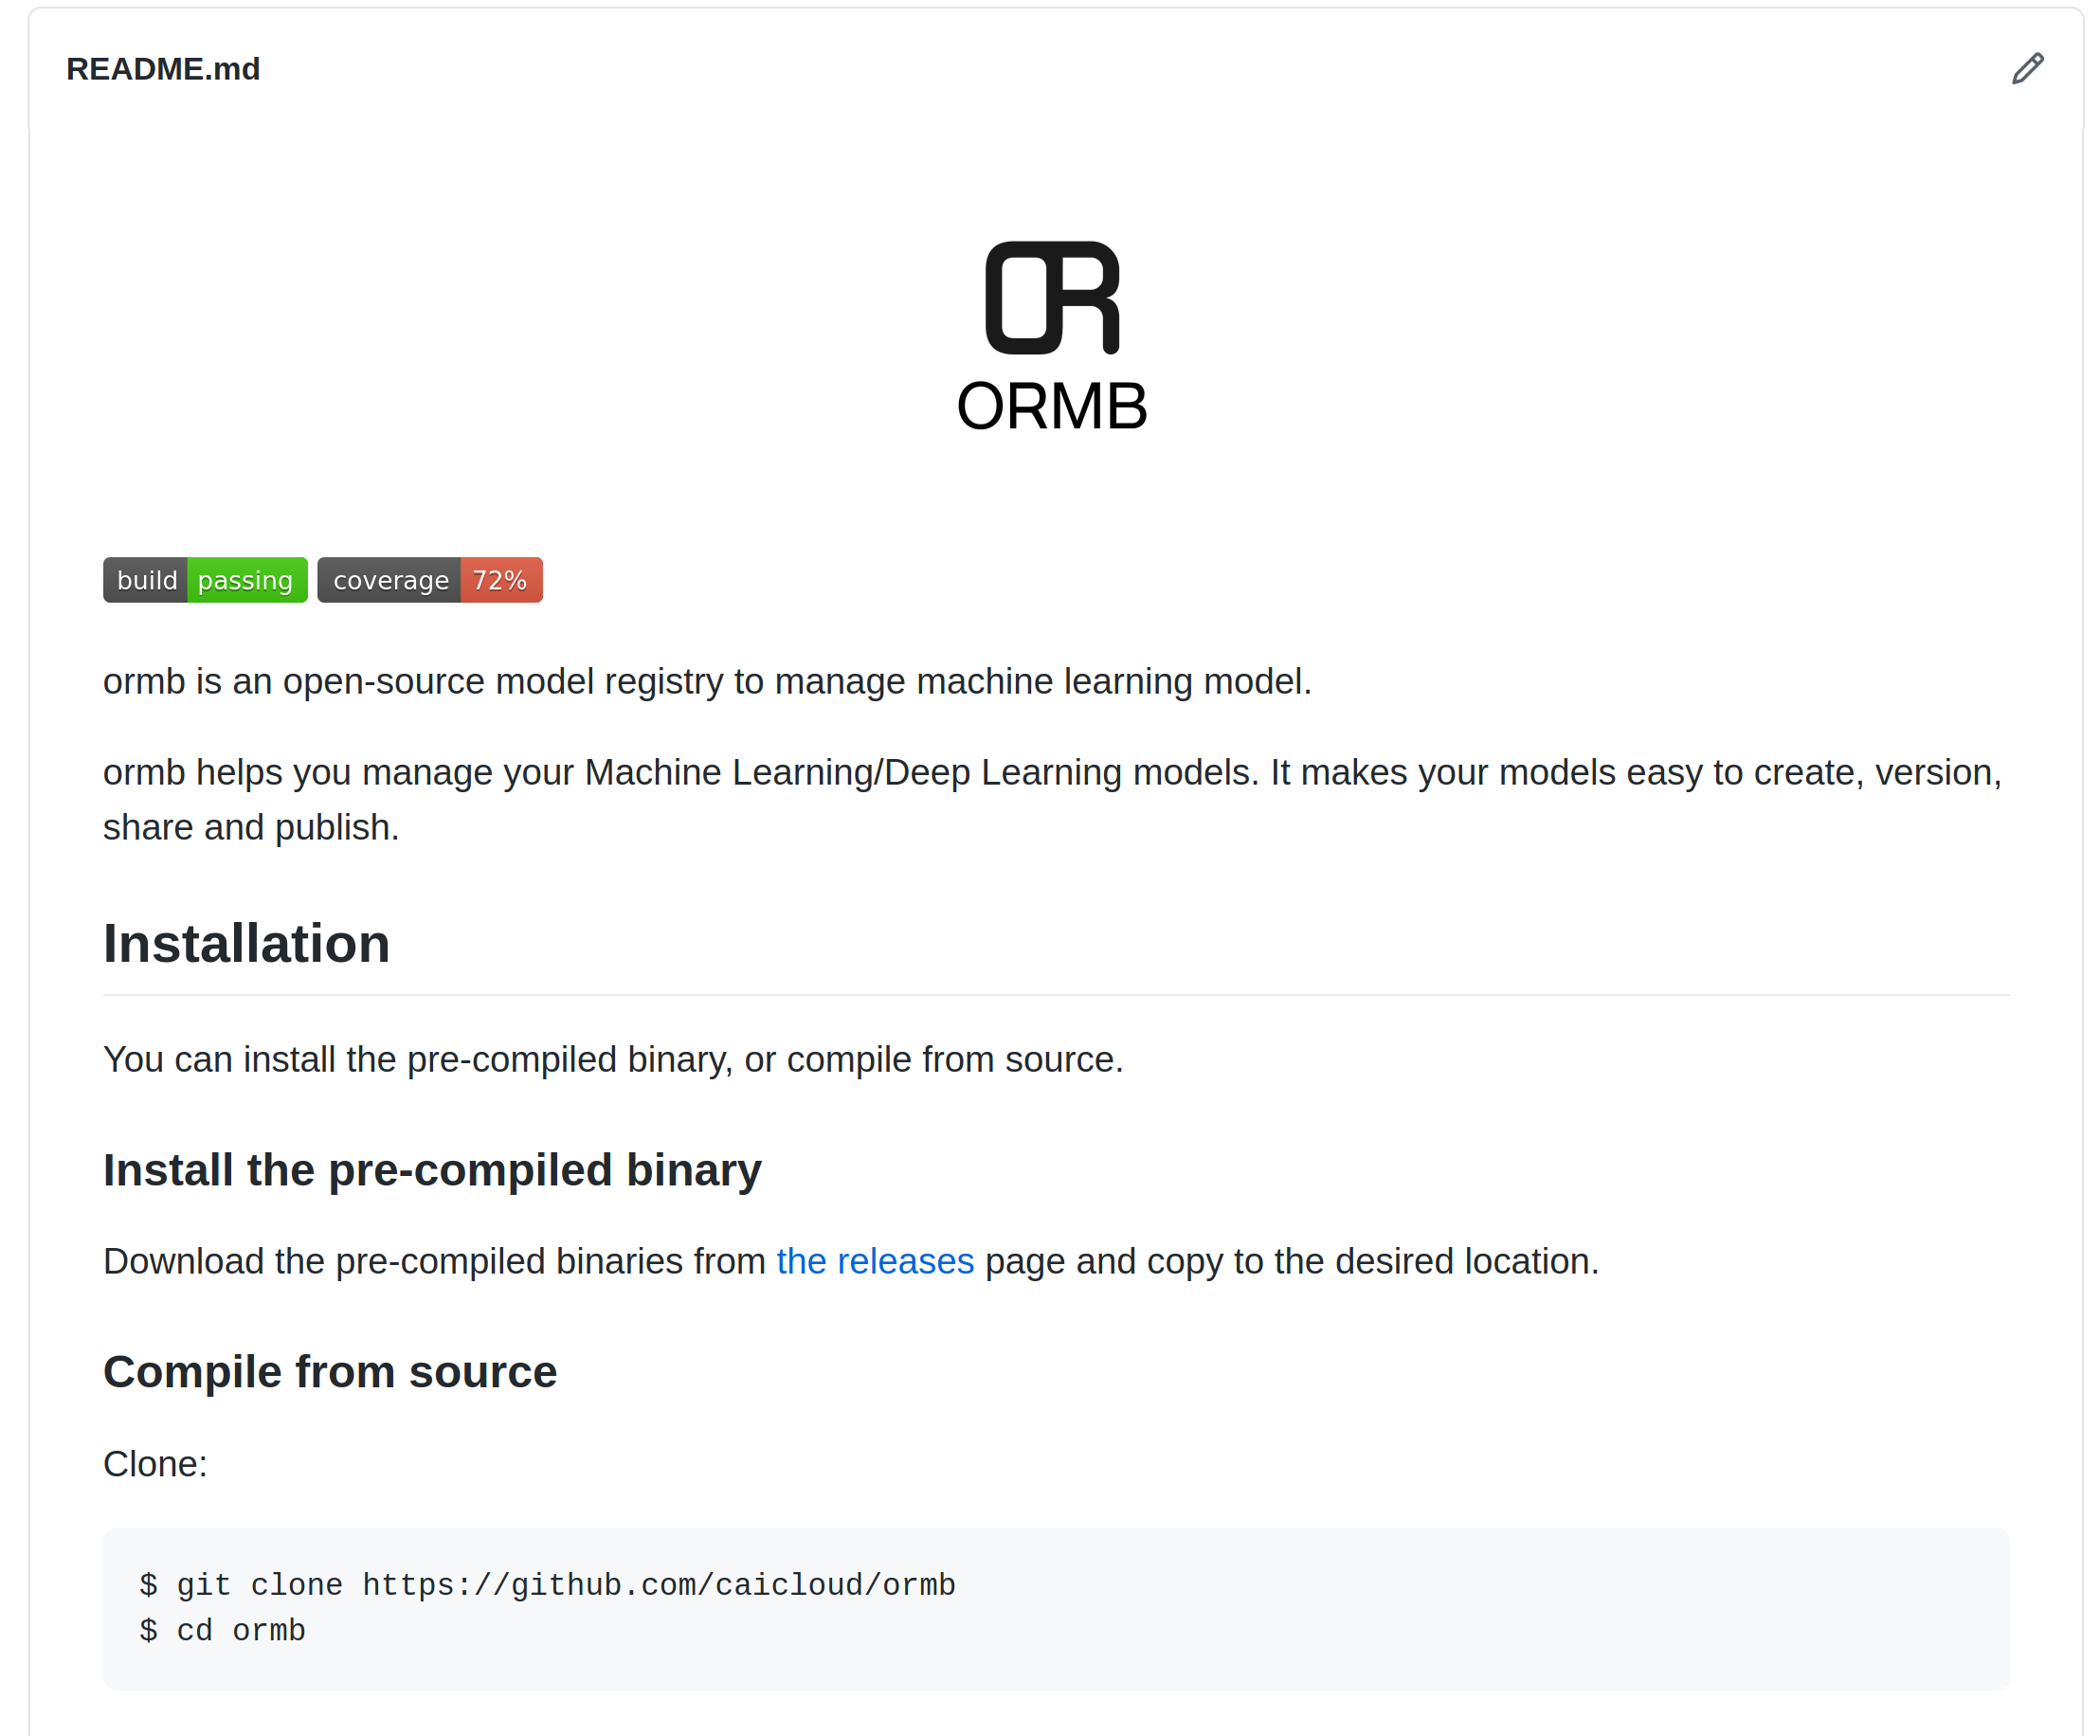 README.md
OR
ORMB
build passing coverage 72%
ormb is an open-source model registry to manage machine learning model.
ormb helps you manage your Machine Learning/Deep Learning models. It makes your models easy to create, version,
share and publish.
Installation
You can install the pre-compiled binary, or compile from source.
Install the pre-compiled binary
Download the pre-compiled binaries from the releases page and copy to the desired location.
Compile from source
Clone:
$ git clone https://github.com/caicloud/ormb
$ cd ormb